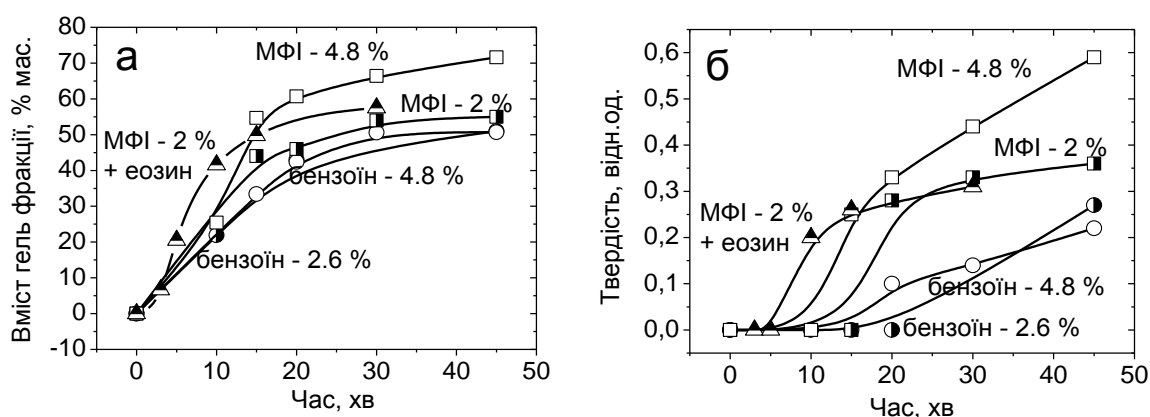 а
Вміст гель фракції, % мас.
80
70
60
50
40
30
20
10
0
-10
МФІ - 4.8 %
МФІ - 2 %
МФІ - 2 %
+ еозин
бензоїн - 4.8 %
бензоїн - 2.6 %
0 10 20 30 40 50
Час, хв
б
Твердість, відн.од.
0,6
0,5
0,4
0,3
0,2
0,1
0,0
МФІ - 4.8 %
МФІ - 2 %
МФІ - 2 %
+ еозин
бензоїн - 4.8 %
бензоїн - 2.6 %
0 10 20 30 40 50
Час, хв